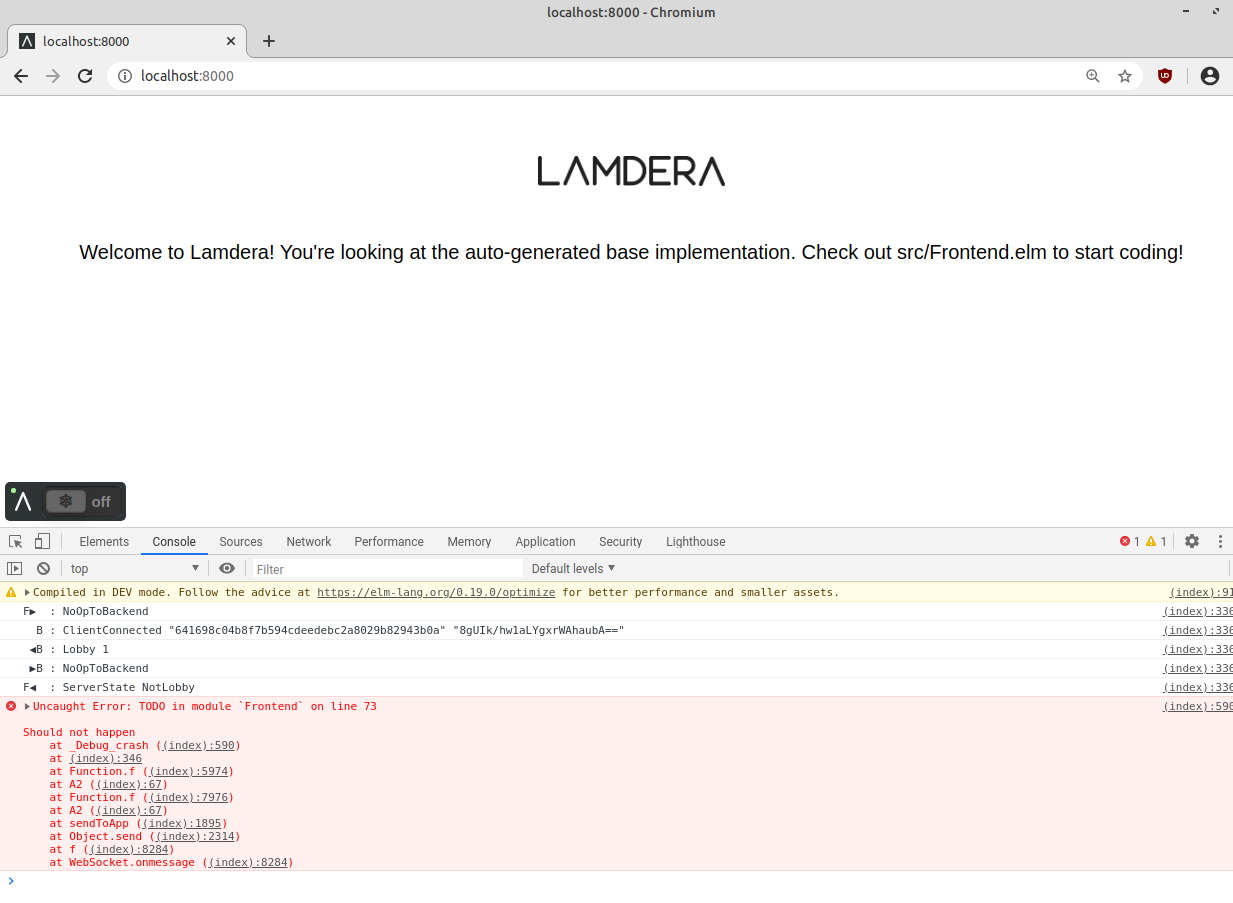 localhost:8000 - Chromium
localhost:8000
localhost:8000
LAMDERA
Welcome to Lamdera! You're looking at the auto-generated base implementation. Check out src/Frontend.elm to start coding!
off
Elements Console Sources Network Performance Memory Application Security Lighthouse 1 1
top Filter Default levels
Compiled in DEV mode. Follow the advice at https://elm-lang.org/0.19.0/optimize for better performance and smaller assets. (index):91
F▶ : NoOpToBackend (index):336
B : ClientConnected "641698c04b8f7b594cdeedebc2a8029b82943b0a" "8gUIk/hw1aLYgxrWAhaubA==" (index):336
◀B : Lobby 1 (index):336
▶B : NoOpToBackend (index):336
F◀ : ServerState NotLobby (index):336
Uncaught Error: TODO in module `Frontend` on line 73 (index):590
Should not happen
at _Debug_crash ((index):590)
at (index):346
at Function.f ((index):5974)
at A2 ((index):67)
at Function.f ((index):7976)
at A2 ((index):67)
at sendToApp ((index):1895)
at Object.send ((index):2314)
at f ((index):8284)
at WebSocket.onmessage ((index):8284)